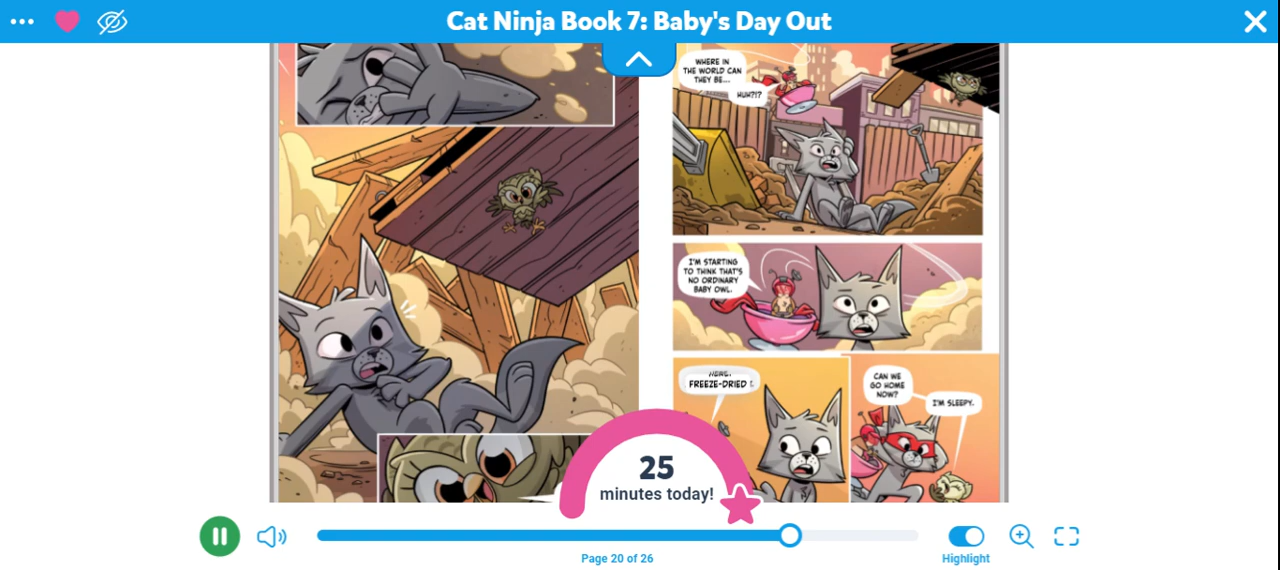 Cat Ninja Book 7: Baby's Day Out
WHERE IN
THE WORLD CAN
THEY BE...
HUH?!?
I'M STARTING
TO THINK THAT'S
NO ORDINARY
BABY OWL.
FREEZE-DRIED
CAN WE
GO HOME
NOW?
I'M SLEEPY.
25
minutes today!
Page 20 of 26
Highlight